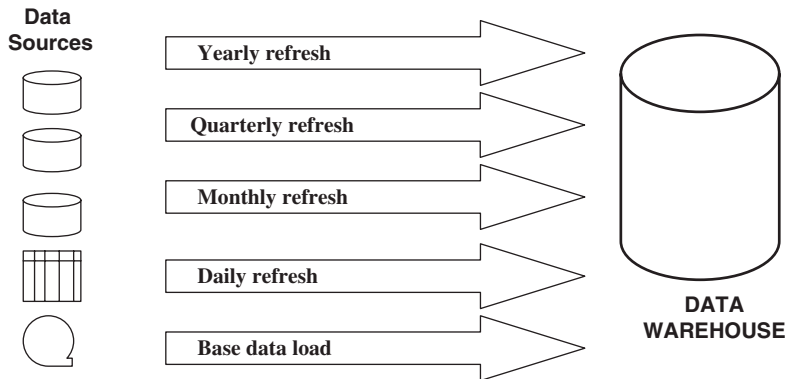 Data
Sources
Yearly refresh
Quarterly refresh
Monthly refresh
Daily refresh
Base data load
DATA
WAREHOUSE